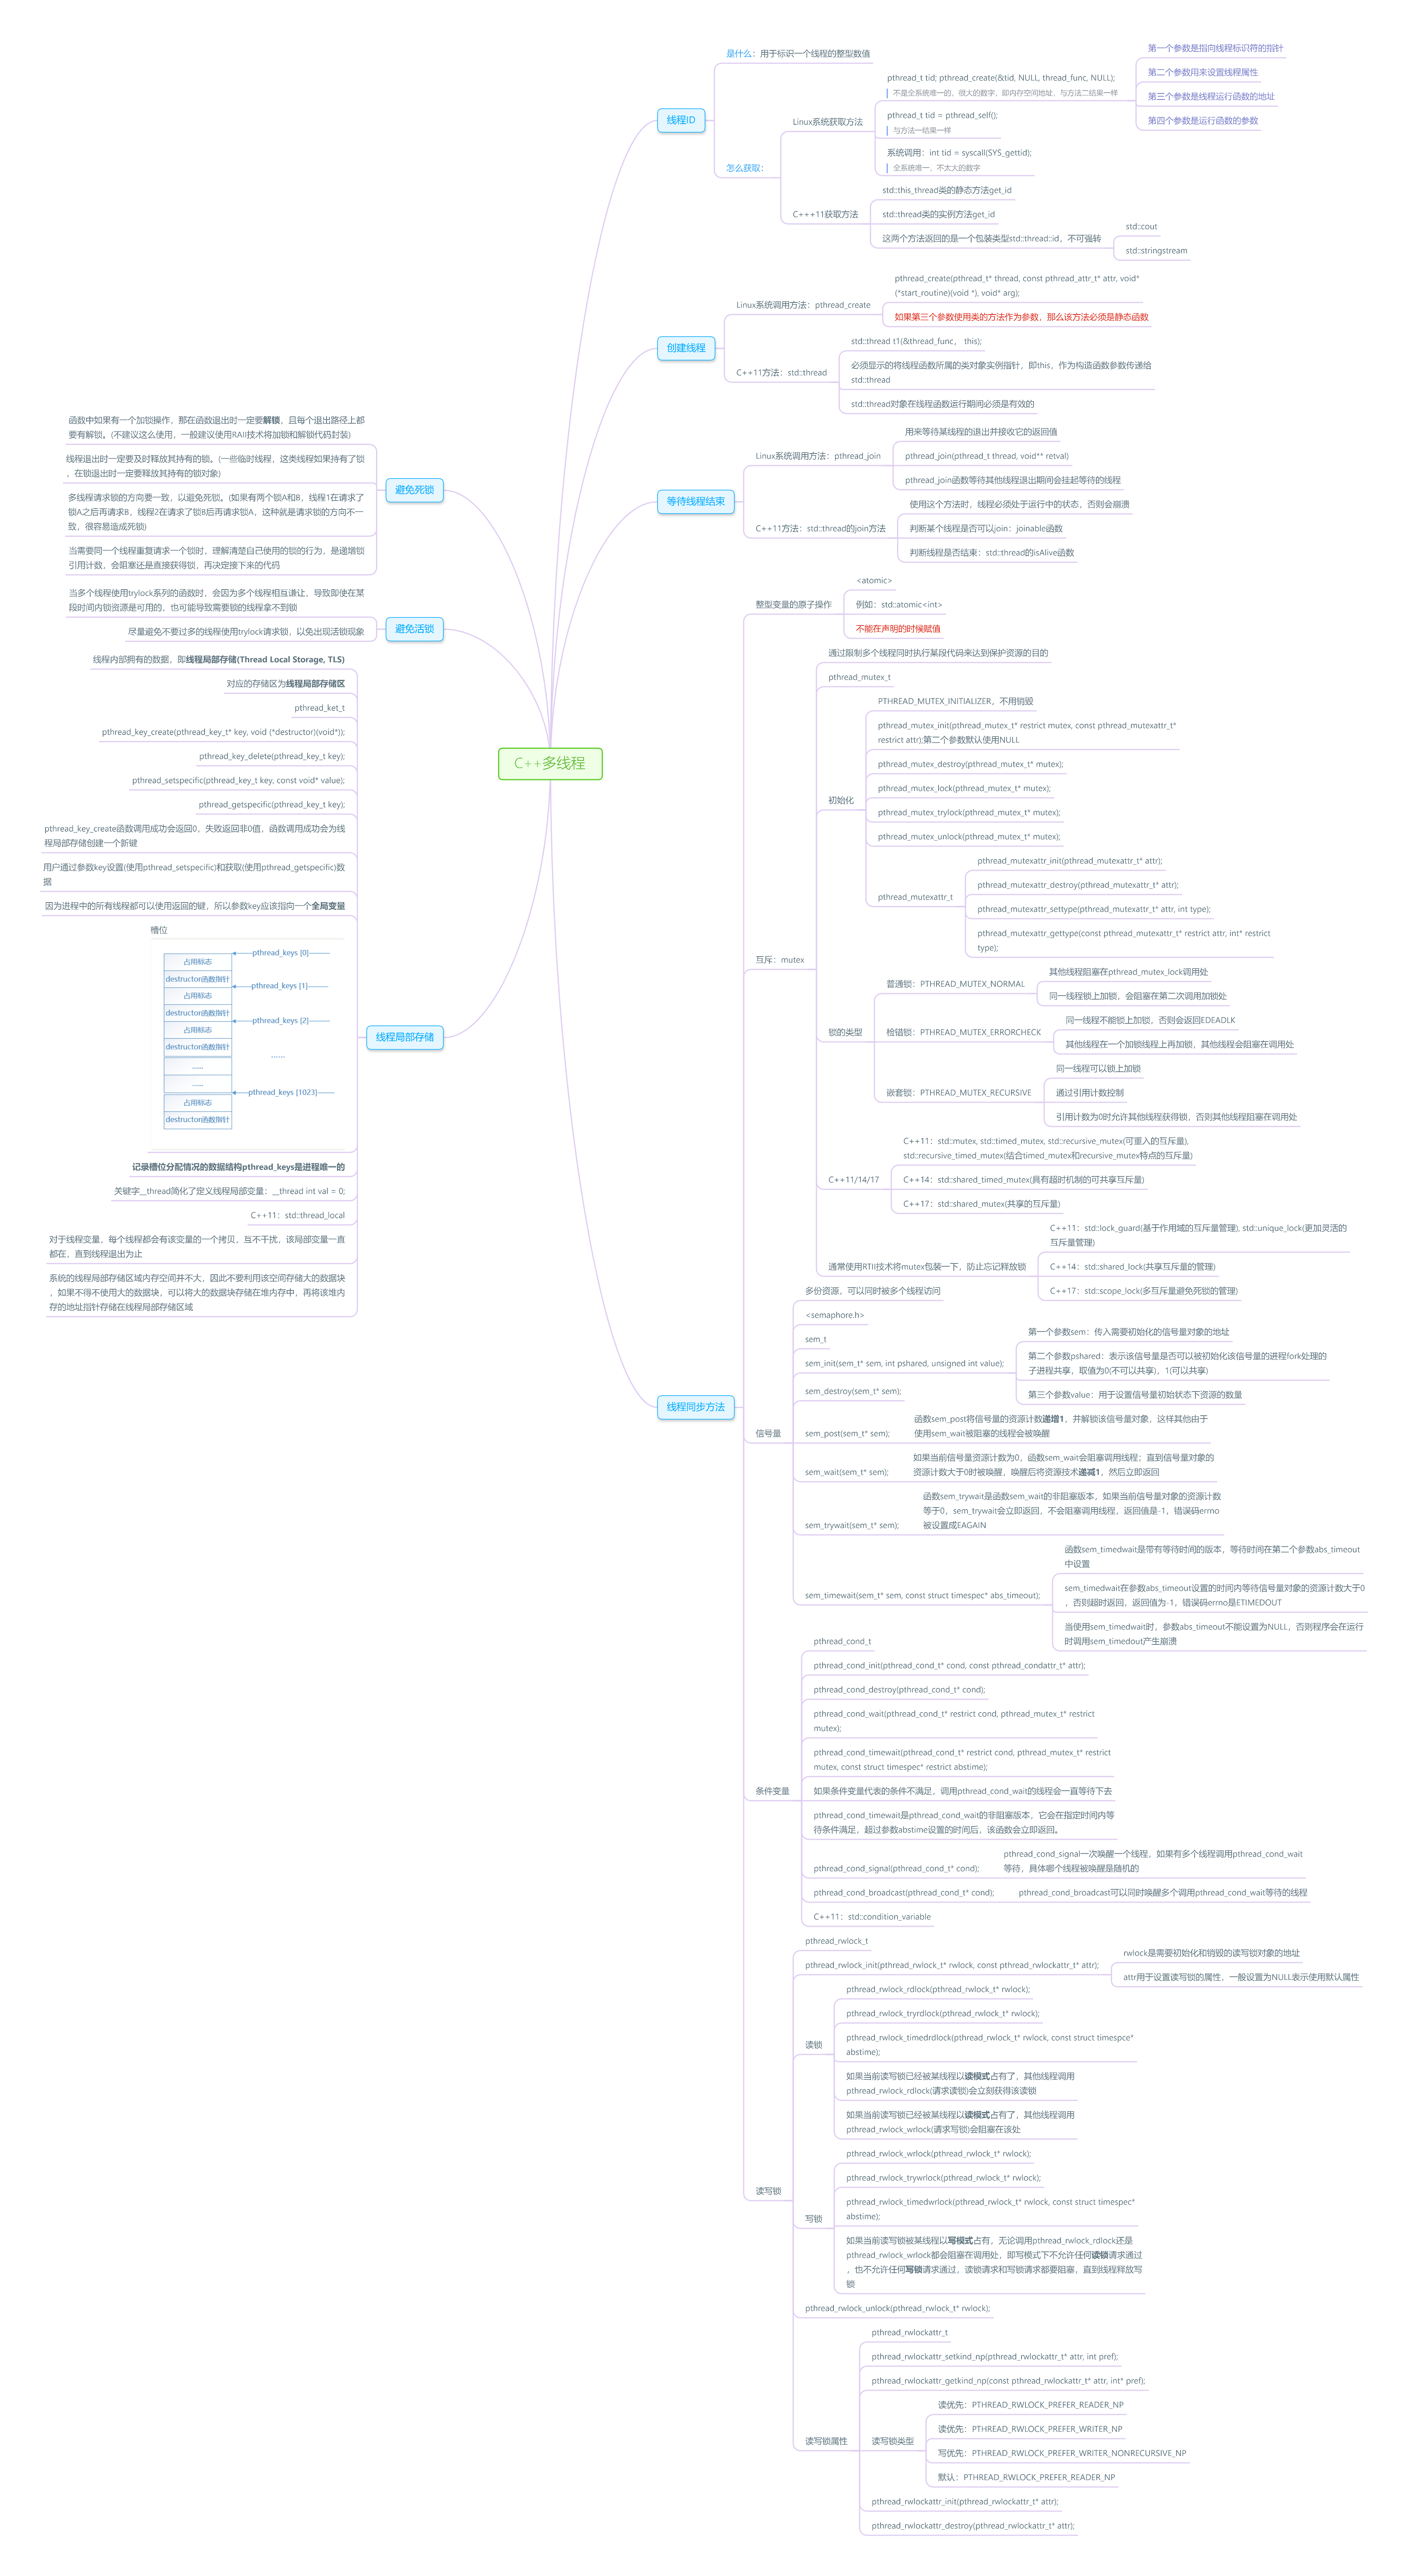 C++多线程
线程ID
是什么：用于标识一个线程的整型数值
怎么获取：
Linux系统获取方法
pthread_t tid; pthread_create(&tid, NULL, thread_func, NULL);
不是全系统唯一的，很大的数字，即内存空间地址，与方法二结果一样
第一个参数是指向线程标识符的指针
第二个参数用来设置线程属性
第三个参数是线程运行函数的地址
第四个参数是运行函数的参数
pthread_t tid = pthread_self();
与方法一结果一样
系统调用：int tid = syscall(SYS_gettid);
全系统唯一，不太大的数字
C+++11获取方法
std::this_thread类的静态方法get_id
std::thread类的实例方法get_id
这两个方法返回的是一个包装类型std::thread::id，不可强转
std::cout
std::stringstream
创建线程
Linux系统调用方法：pthread_create
pthread_create(pthread_t* thread, const pthread_attr_t* attr, void*
(*start_routine)(void *), void* arg);
如果第三个参数使用类的方法作为参数，那么该方法必须是静态函数
C++11方法：std::thread
std::thread t1(&thread_func， this);
必须显示的将线程函数所属的类对象实例指针，即this，作为构造函数参数传递给
std::thread
std::thread对象在线程函数运行期间必须是有效的
等待线程结束
Linux系统调用方法：pthread_join
用来等待某线程的退出并接收它的返回值
pthread_join(pthread_t thread, void** retval)
pthread_join函数等待其他线程退出期间会挂起等待的线程
C++11方法：std::thread的join方法
使用这个方法时，线程必须处于运行中的状态，否则会崩溃
判断某个线程是否可以join：joinable函数
判断线程是否结束：std::thread的isAlive函数
线程同步方法
整型变量的原子操作
<atomic>
例如：std::atomic<int>
不能在声明的时候赋值
互斥：mutex
通过限制多个线程同时执行某段代码来达到保护资源的目的
pthread_mutex_t
初始化
PTHREAD_MUTEX_INITIALIZER，不用销毁
pthread_mutex_init(pthread_mutex_t* restrict mutex, const pthread_mutexattr_t*
restrict attr);第二个参数默认使用NULL
pthread_mutex_destroy(pthread_mutex_t* mutex);
pthread_mutex_lock(pthread_mutex_t* mutex);
pthread_mutex_trylock(pthread_mutex_t* mutex);
pthread_mutex_unlock(pthread_mutex_t* mutex);
pthread_mutexattr_t
pthread_mutexattr_init(pthread_mutexattr_t* attr);
pthread_mutexattr_destroy(pthread_mutexattr_t* attr);
pthread_mutexattr_settype(pthread_mutexattr_t* attr, int type);
pthread_mutexattr_gettype(const pthread_mutexattr_t* restrict attr, int* restrict
type);
锁的类型
普通锁：PTHREAD_MUTEX_NORMAL
其他线程阻塞在pthread_mutex_lock调用处
同一线程锁上加锁，会阻塞在第二次调用加锁处
检错锁：PTHREAD_MUTEX_ERRORCHECK
同一线程不能锁上加锁，否则会返回EDEADLK
其他线程在一个加锁线程上再加锁，其他线程会阻塞在调用处
嵌套锁：PTHREAD_MUTEX_RECURSIVE
同一线程可以锁上加锁
通过引用计数控制
引用计数为0时允许其他线程获得锁，否则其他线程阻塞在调用处
C++11/14/17
C++11：std::mutex, std::timed_mutex, std::recursive_mutex(可重入的互斥量),
std::recursive_timed_mutex(结合timed_mutex和recursive_mutex特点的互斥量)
C++14：std::shared_timed_mutex(具有超时机制的可共享互斥量)
C++17：std::shared_mutex(共享的互斥量)
通常使用RTII技术将mutex包装一下，防止忘记释放锁
C++11：std::lock_guard(基于作用域的互斥量管理), std::unique_lock(更加灵活的
互斥量管理)
C++14：std::shared_lock(共享互斥量的管理)
C++17：std::scope_lock(多互斥量避免死锁的管理)
信号量
多份资源，可以同时被多个线程访问
<semaphore.h>
sem_t
sem_init(sem_t* sem, int pshared, unsigned int value);
第一个参数sem：传入需要初始化的信号量对象的地址
第二个参数pshared：表示该信号量是否可以被初始化该信号量的进程fork处理的
子进程共享，取值为0(不可以共享)，1(可以共享)
第三个参数value：用于设置信号量初始状态下资源的数量
sem_destroy(sem_t* sem);
sem_post(sem_t* sem);
函数sem_post将信号量的资源计数递增1，并解锁该信号量对象，这样其他由于
使用sem_wait被阻塞的线程会被唤醒
sem_wait(sem_t* sem);
如果当前信号量资源计数为0，函数sem_wait会阻塞调用线程；直到信号量对象的
资源计数大于0时被唤醒，唤醒后将资源技术递减1，然后立即返回
sem_trywait(sem_t* sem);
函数sem_trywait是函数sem_wait的非阻塞版本，如果当前信号量对象的资源计数
等于0，sem_trywait会立即返回，不会阻塞调用线程，返回值是-1，错误码errno
被设置成EAGAIN
sem_timewait(sem_t* sem, const struct timespec* abs_timeout);
函数sem_timedwait是带有等待时间的版本，等待时间在第二个参数abs_timeout
中设置
sem_timedwait在参数abs_timeout设置的时间内等待信号量对象的资源计数大于0
，否则超时返回，返回值为-1，错误码errno是ETIMEDOUT
当使用sem_timedwait时，参数abs_timeout不能设置为NULL，否则程序会在运行
时调用sem_timedout产生崩溃
条件变量
pthread_cond_t
pthread_cond_init(pthread_cond_t* cond, const pthread_condattr_t* attr);
pthread_cond_destroy(pthread_cond_t* cond);
pthread_cond_wait(pthread_cond_t* restrict cond, pthread_mutex_t* restrict
mutex);
pthread_cond_timewait(pthread_cond_t* restrict cond, pthread_mutex_t* restrict
mutex, const struct timespec* restrict abstime);
如果条件变量代表的条件不满足，调用pthread_cond_wait的线程会一直等待下去
pthread_cond_timewait是pthread_cond_wait的非阻塞版本，它会在指定时间内等
待条件满足，超过参数abstime设置的时间后，该函数会立即返回。
pthread_cond_signal(pthread_cond_t* cond);
pthread_cond_signal一次唤醒一个线程，如果有多个线程调用pthread_cond_wait
等待，具体哪个线程被唤醒是随机的
pthread_cond_broadcast(pthread_cond_t* cond);
pthread_cond_broadcast可以同时唤醒多个调用pthread_cond_wait等待的线程
C++11：std::condition_variable
读写锁
pthread_rwlock_t
pthread_rwlock_init(pthread_rwlock_t* rwlock, const pthread_rwlockattr_t* attr);
rwlock是需要初始化和销毁的读写锁对象的地址
attr用于设置读写锁的属性，一般设置为NULL表示使用默认属性
读锁
pthread_rwlock_rdlock(pthread_rwlock_t* rwlock);
pthread_rwlock_tryrdlock(pthread_rwlock_t* rwlock);
pthread_rwlock_timedrdlock(pthread_rwlock_t* rwlock, const struct timespce*
abstime);
如果当前读写锁已经被某线程以读模式占有了，其他线程调用
pthread_rwlock_rdlock(请求读锁)会立刻获得该读锁
如果当前读写锁已经被某线程以读模式占有了，其他线程调用
pthread_rwlock_wrlock(请求写锁)会阻塞在该处
写锁
pthread_rwlock_wrlock(pthread_rwlock_t* rwlock);
pthread_rwlock_trywrlock(pthread_rwlock_t* rwlock);
pthread_rwlock_timedwrlock(pthread_rwlock_t* rwlock, const struct timespec*
abstime);
如果当前读写锁被某线程以写模式占有，无论调用pthread_rwlock_rdlock还是
pthread_rwlock_wrlock都会阻塞在调用处，即写模式下不允许任何读锁请求通过
，也不允许任何写锁请求通过，读锁请求和写锁请求都要阻塞，直到线程释放写
锁
pthread_rwlock_unlock(pthread_rwlock_t* rwlock);
读写锁属性
pthread_rwlockattr_t
pthread_rwlockattr_setkind_np(pthread_rwlockattr_t* attr, int pref);
pthread_rwlockattr_getkind_np(const pthread_rwlockattr_t* attr, int* pref);
读写锁类型
读优先：PTHREAD_RWLOCK_PREFER_READER_NP
读优先：PTHREAD_RWLOCK_PREFER_WRITER_NP
写优先：PTHREAD_RWLOCK_PREFER_WRITER_NONRECURSIVE_NP
默认：PTHREAD_RWLOCK_PREFER_READER_NP
pthread_rwlockattr_init(pthread_rwlockattr_t* attr);
pthread_rwlockattr_destroy(pthread_rwlockattr_t* attr);
避免死锁
函数中如果有一个加锁操作，那在函数退出时一定要解锁，且每个退出路径上都
要有解锁。(不建议这么使用，一般建议使用RAII技术将加锁和解锁代码封装)
线程退出时一定要及时释放其持有的锁。(一些临时线程，这类线程如果持有了锁
，在锁退出时一定要释放其持有的锁对象)
多线程请求锁的方向要一致，以避免死锁。(如果有两个锁A和B，线程1在请求了
锁A之后再请求B，线程2在请求了锁B后再请求锁A，这种就是请求锁的方向不一
致，很容易造成死锁)
当需要同一个线程重复请求一个锁时，理解清楚自己使用的锁的行为，是递增锁
引用计数，会阻塞还是直接获得锁，再决定接下来的代码
避免活锁
当多个线程使用trylock系列的函数时，会因为多个线程相互谦让，导致即使在某
段时间内锁资源是可用的，也可能导致需要锁的线程拿不到锁
尽量避免不要过多的线程使用trylock请求锁，以免出现活锁现象
线程局部存储
线程内部拥有的数据，即线程局部存储(Thread Local Storage, TLS)
对应的存储区为线程局部存储区
pthread_ket_t
pthread_key_create(pthread_key_t* key, void (*destructor)(void*));
pthread_key_delete(pthread_key_t key);
pthread_setspecific(pthread_key_t key, const void* value);
pthread_getspecific(pthread_key_t key);
pthread_key_create函数调用成功会返回0，失败返回非0值，函数调用成功会为线
程局部存储创建一个新键
用户通过参数key设置(使用pthread_setspecific)和获取(使用pthread_getspecific)数
据
因为进程中的所有线程都可以使用返回的键，所以参数key应该指向一个全局变量
槽位
占用标志
pthread_keys [0]
destructor函数指针
占用标志
pthread_keys [1]
destructor函数指针
占用标志
pthread_keys [2]
destructor函数指针
......
......
......
占用标志
pthread_keys [1023]
destructor函数指针
记录槽位分配情况的数据结构pthread_keys是进程唯一的
关键字__thread简化了定义线程局部变量：__thread int val = 0;
C++11：std::thread_local
对于线程变量，每个线程都会有该变量的一个拷贝，互不干扰，该局部变量一直
都在，直到线程退出为止
系统的线程局部存储区域内存空间并不大，因此不要利用该空间存储大的数据块
，如果不得不使用大的数据块，可以将大的数据块存储在堆内存中，再将该堆内
存的地址指针存储在线程局部存储区域